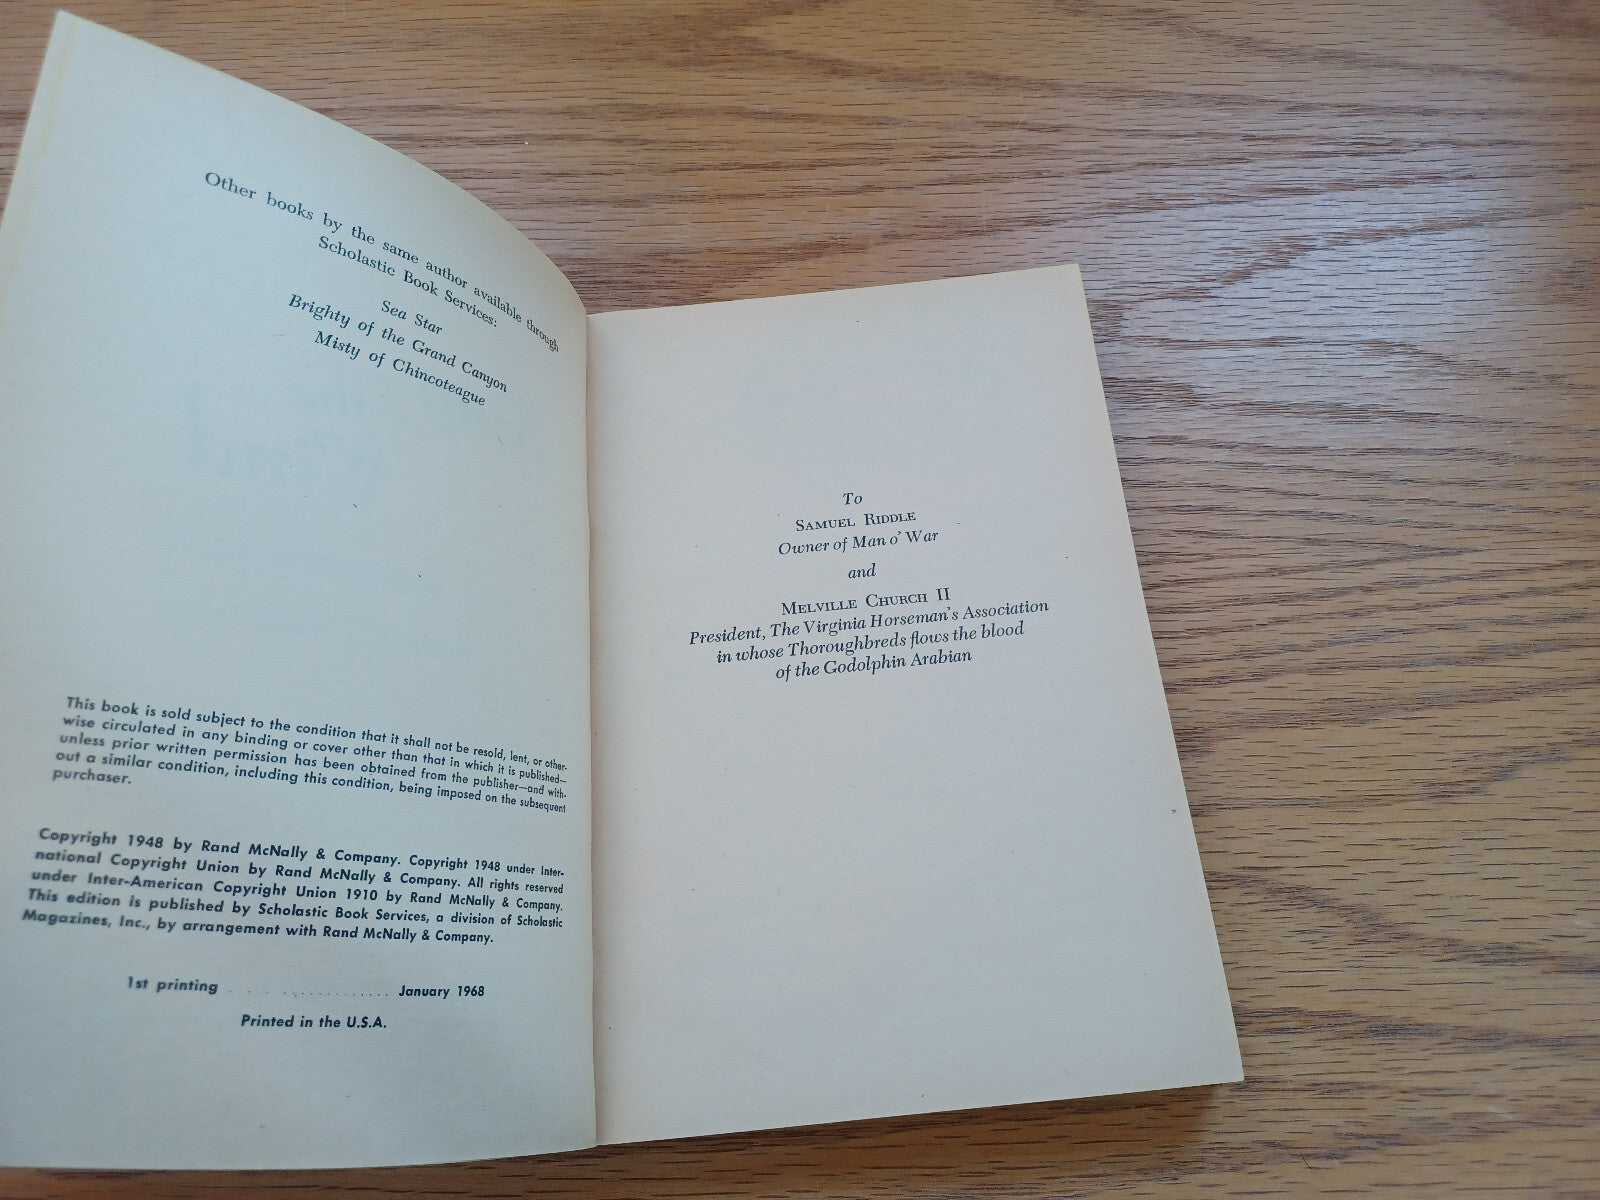 Other books by the same author available through
Scholastic Book Services:
Sea Star
Brighty of the Grand Canyon
Misty of Chincoteague
This book is sold subject to the condition that it shall not be resold, lent, or other-
wise circulated in any binding or cover other than that in which it is published—
unless prior written permission has been obtained from the publisher—and with-
out a similar condition, including this condition, being imposed on the subsequent
purchaser.
Copyright 1948 by Rand McNally & Company. Copyright 1948 under Inter-
national Copyright Union by Rand McNally & Company. All rights reserved
under Inter-American Copyright Union 1910 by Rand McNally & Company.
This edition is published by Scholastic Book Services, a division of Scholastic
Magazines, Inc., by arrangement with Rand McNally & Company.
1st printing ..... ............. January 1968
Printed in the U.S.A.
To
SAMUEL RIDDLE
Owner of Man o' War
and
MELVILLE CHURCH II
President, The Virginia Horseman's Association
in whose Thoroughbreds flows the blood
of the Godolphin Arabian